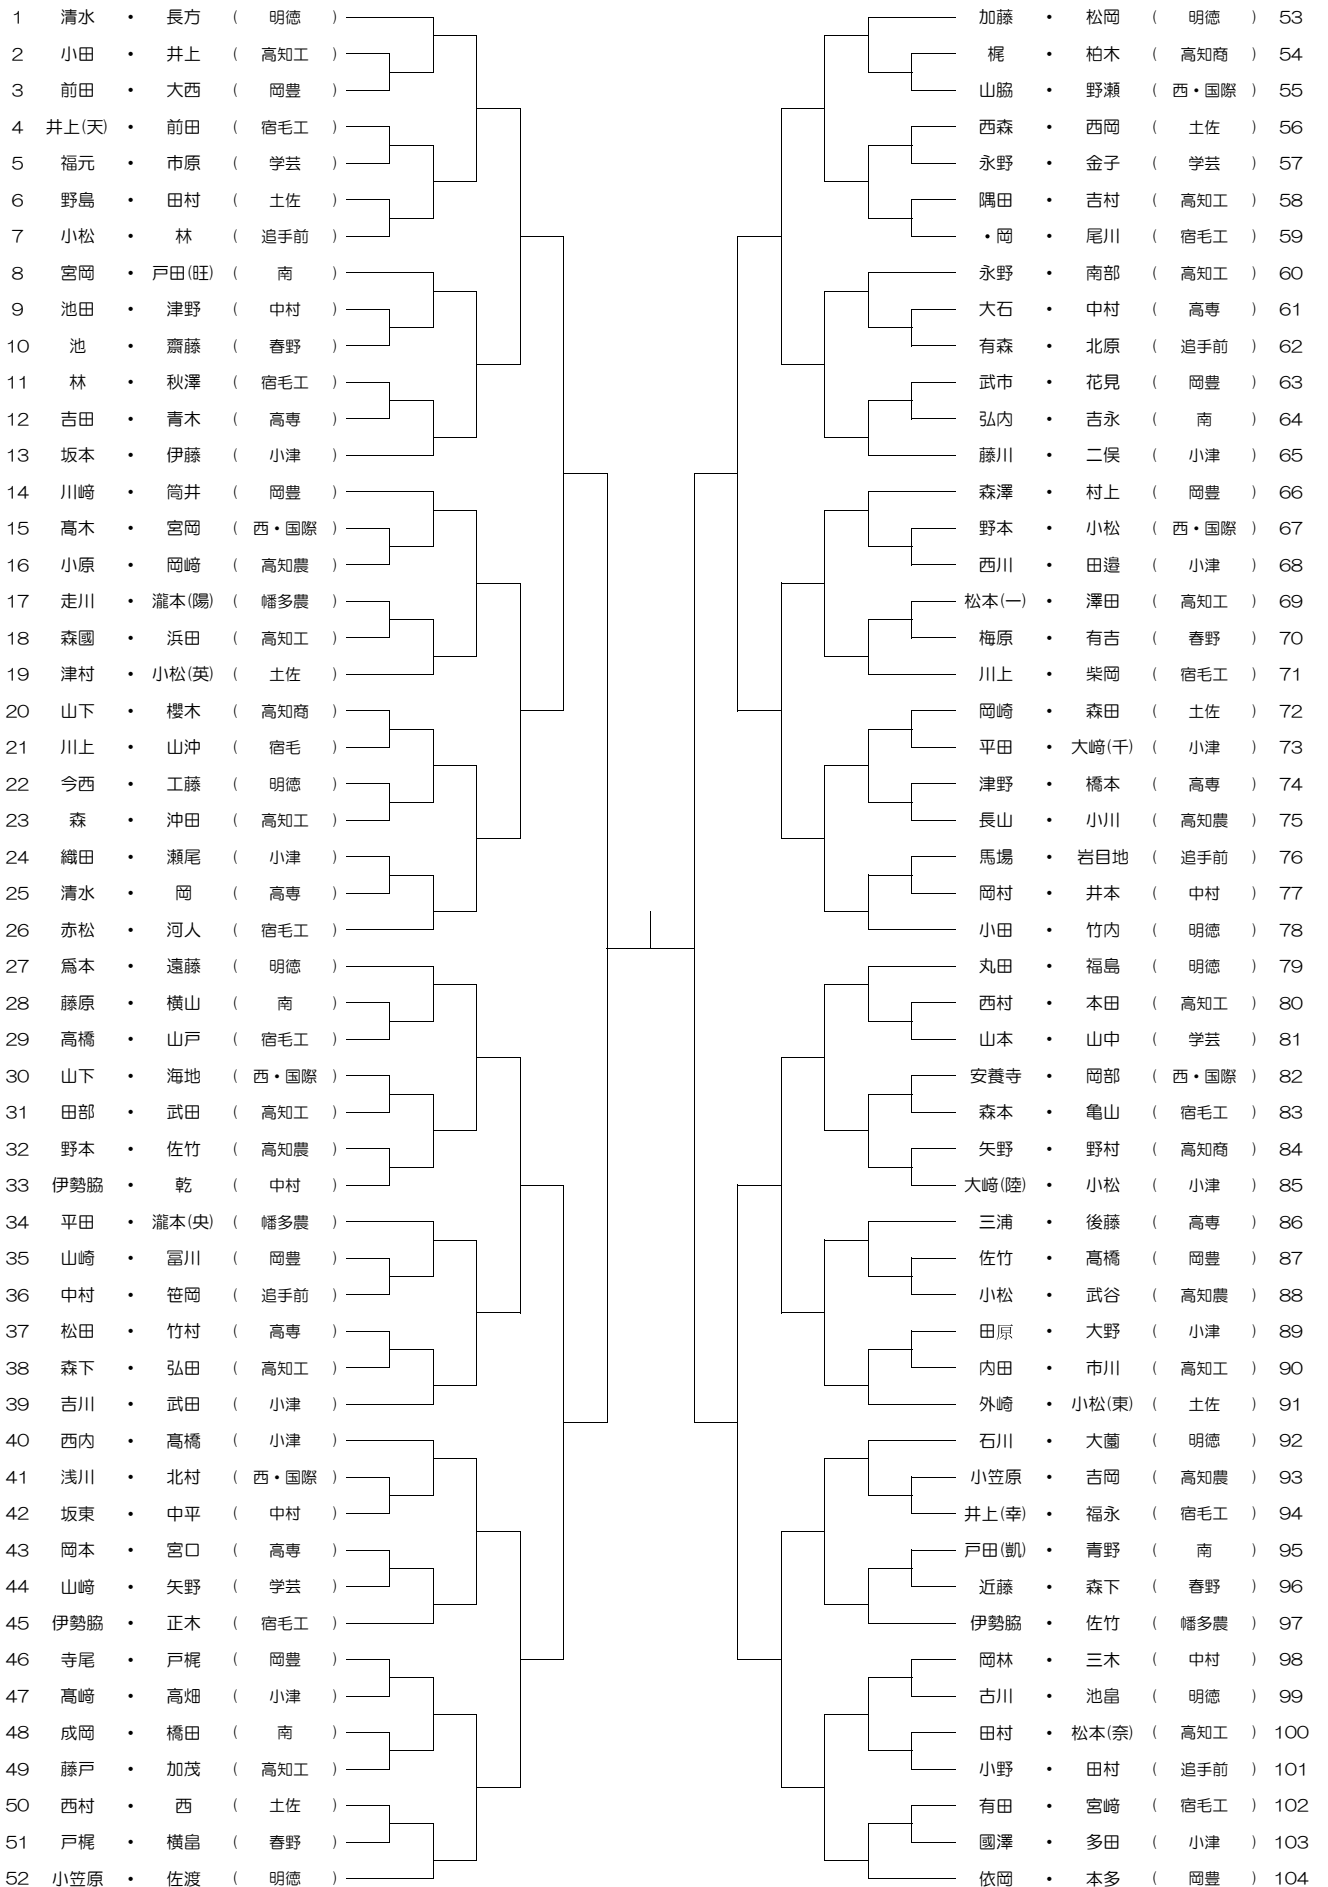 1 清水 ・ 長方 ( 明徳 )
2 小田 ・ 井上 ( 高知工 )
3 前田 ・ 大西 ( 岡豊 )
4 井上(天) ・ 前田 ( 宿毛工 )
5 福元 ・ 市原 ( 学芸 )
6 野島 ・ 田村 ( 土佐 )
7 小松 ・ 林 ( 追手前 )
8 宮岡 ・ 戸田(旺) ( 南 )
9 池田 ・ 津野 ( 中村 )
10 池 ・ 齋藤 ( 春野 )
11 林 ・ 秋澤 ( 宿毛工 )
12 吉田 ・ 青木 ( 高専 )
13 坂本 ・ 伊藤 ( 小津 )
14 川﨑 ・ 筒井 ( 岡豊 )
15 髙木 ・ 宮岡 ( 西・国際 )
16 小原 ・ 岡﨑 ( 高知農 )
17 走川 ・ 瀧本(陽) ( 幡多農 )
18 森國 ・ 浜田 ( 高知工 )
19 津村 ・ 小松(英) ( 土佐 )
20 山下 ・ 櫻木 ( 高知商 )
21 川上 ・ 山沖 ( 宿毛 )
22 今西 ・ 工藤 ( 明徳 )
23 森 ・ 沖田 ( 高知工 )
24 織田 ・ 瀬尾 ( 小津 )
25 清水 ・ 岡 ( 高専 )
26 赤松 ・ 河人 ( 宿毛工 )
27 爲本 ・ 遠藤 ( 明徳 )
28 藤原 ・ 横山 ( 南 )
29 高橋 ・ 山戸 ( 宿毛工 )
30 山下 ・ 海地 ( 西・国際 )
31 田部 ・ 武田 ( 高知工 )
32 野本 ・ 佐竹 ( 高知農 )
33 伊勢脇 ・ 乾 ( 中村 )
34 平田 ・ 瀧本(央) ( 幡多農 )
35 山崎 ・ 冨川 ( 岡豊 )
36 中村 ・ 笹岡 ( 追手前 )
37 松田 ・ 竹村 ( 高専 )
38 森下 ・ 弘田 ( 高知工 )
39 吉川 ・ 武田 ( 小津 )
40 西内 ・ 髙橋 ( 小津 )
41 浅川 ・ 北村 ( 西・国際 )
42 坂東 ・ 中平 ( 中村 )
43 岡本 ・ 宮口 ( 高専 )
44 山﨑 ・ 矢野 ( 学芸 )
45 伊勢脇 ・ 正木 ( 宿毛工 )
46 寺尾 ・ 戸梶 ( 岡豊 )
47 髙﨑 ・ 高畑 ( 小津 )
48 成岡 ・ 橋田 ( 南 )
49 藤戸 ・ 加茂 ( 高知工 )
50 西村 ・ 西 ( 土佐 )
51 戸梶 ・ 横畠 ( 春野 )
52 小笠原 ・ 佐渡 ( 明徳 )
加藤 ・ 松岡 ( 明徳 ) 53
梶 ・ 柏木 ( 高知商 ) 54
山脇 ・ 野瀬 ( 西・国際 ) 55
西森 ・ 西岡 ( 土佐 ) 56
永野 ・ 金子 ( 学芸 ) 57
隅田 ・ 吉村 ( 高知工 ) 58
・岡 ・ 尾川 ( 宿毛工 ) 59
永野 ・ 南部 ( 高知工 ) 60
大石 ・ 中村 ( 高専 ) 61
有森 ・ 北原 ( 追手前 ) 62
武市 ・ 花見 ( 岡豊 ) 63
弘内 ・ 吉永 ( 南 ) 64
藤川 ・ 二俣 ( 小津 ) 65
森澤 ・ 村上 ( 岡豊 ) 66
野本 ・ 小松 ( 西・国際 ) 67
西川 ・ 田邉 ( 小津 ) 68
松本(一) ・ 澤田 ( 高知工 ) 69
梅原 ・ 有吉 ( 春野 ) 70
川上 ・ 柴岡 ( 宿毛工 ) 71
岡崎 ・ 森田 ( 土佐 ) 72
平田 ・ 大﨑(千) ( 小津 ) 73
津野 ・ 橋本 ( 高専 ) 74
長山 ・ 小川 ( 高知農 ) 75
馬場 ・ 岩目地 ( 追手前 ) 76
岡村 ・ 井本 ( 中村 ) 77
小田 ・ 竹内 ( 明徳 ) 78
丸田 ・ 福島 ( 明徳 ) 79
西村 ・ 本田 ( 高知工 ) 80
山本 ・ 山中 ( 学芸 ) 81
安養寺 ・ 岡部 ( 西・国際 ) 82
森本 ・ 亀山 ( 宿毛工 ) 83
矢野 ・ 野村 ( 高知商 ) 84
大﨑(陸) ・ 小松 ( 小津 ) 85
三浦 ・ 後藤 ( 高専 ) 86
佐竹 ・ 髙橋 ( 岡豊 ) 87
小松 ・ 武谷 ( 高知農 ) 88
田原 ・ 大野 ( 小津 ) 89
内田 ・ 市川 ( 高知工 ) 90
外崎 ・ 小松(東) ( 土佐 ) 91
石川 ・ 大薗 ( 明徳 ) 92
小笠原 ・ 吉岡 ( 高知農 ) 93
井上(幸) ・ 福永 ( 宿毛工 ) 94
戸田(凱) ・ 青野 ( 南 ) 95
近藤 ・ 森下 ( 春野 ) 96
伊勢脇 ・ 佐竹 ( 幡多農 ) 97
岡林 ・ 三木 ( 中村 ) 98
古川 ・ 池畠 ( 明徳 ) 99
田村 ・ 松本(奈) ( 高知工 ) 100
小野 ・ 田村 ( 追手前 ) 101
有田 ・ 宮﨑 ( 宿毛工 ) 102
國澤 ・ 多田 ( 小津 ) 103
依岡 ・ 本多 ( 岡豊 ) 104